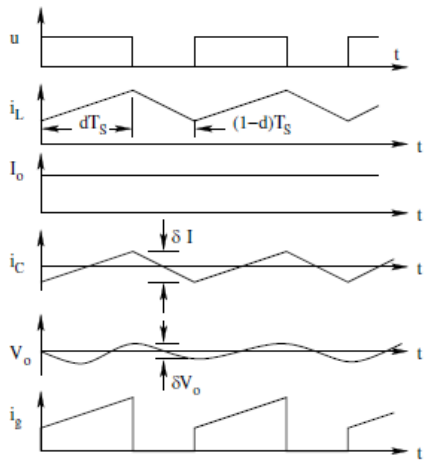 u
t
i_L
dT_S
(1-d)T_S
t
I_o
t
δ I
i_C
t
V_o
δV_o
t
i_g
t